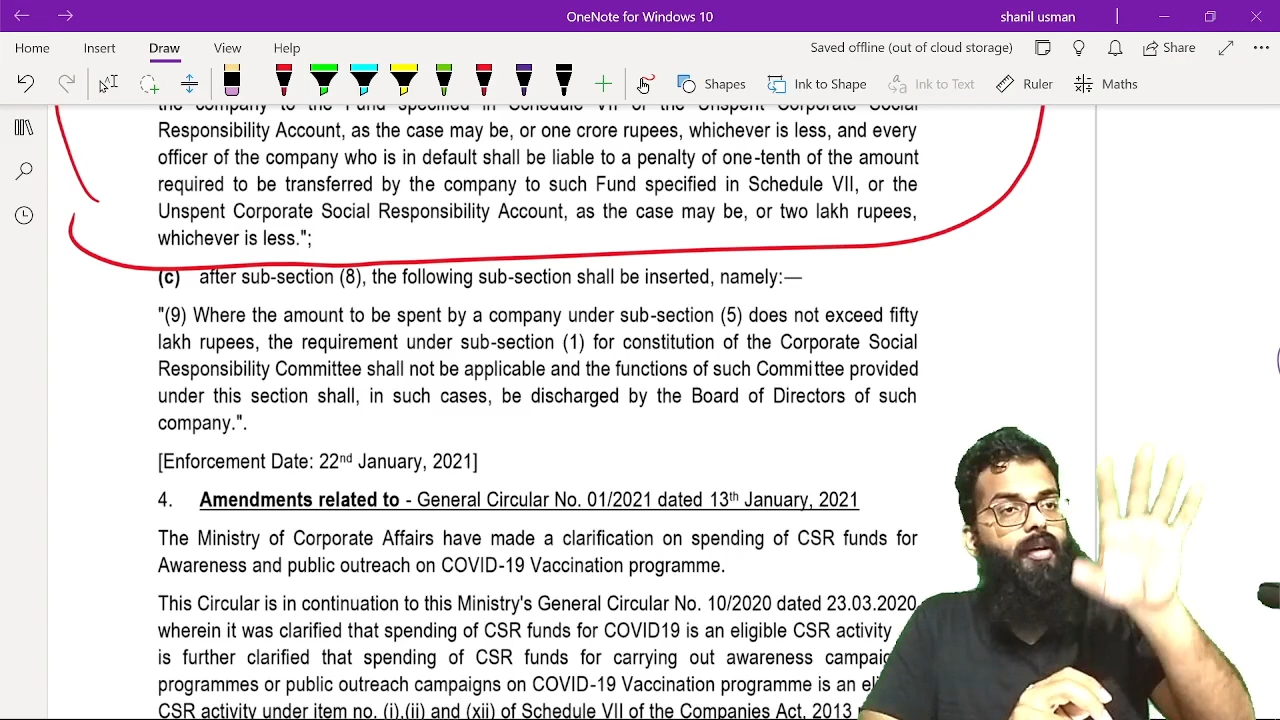 OneNote for Windows 10
shanil usman
Home Insert Draw View Help
Saved offline (out of cloud storage)
Share
Shapes
Ink to Shape
Ink to Text
Ruler
Maths
the company to the Fund specified in Schedule VII or the Unspent Corporate Social
Responsibility Account, as the case may be, or one crore rupees, whichever is less, and every
officer of the company who is in default shall be liable to a penalty of one-tenth of the amount
required to be transferred by the company to such Fund specified in Schedule VII, or the
Unspent Corporate Social Responsibility Account, as the case may be, or two lakh rupees,
whichever is less.";
(c) after sub-section (8), the following sub-section shall be inserted, namely:—
"(9) Where the amount to be spent by a company under sub-section (5) does not exceed fifty
lakh rupees, the requirement under sub-section (1) for constitution of the Corporate Social
Responsibility Committee shall not be applicable and the functions of such Committee provided
under this section shall, in such cases, be discharged by the Board of Directors of such
company.".
[Enforcement Date: 22nd January, 2021]
4. Amendments related to - General Circular No. 01/2021 dated 13th January, 2021
The Ministry of Corporate Affairs have made a clarification on spending of CSR funds for
Awareness and public outreach on COVID-19 Vaccination programme.
This Circular is in continuation to this Ministry's General Circular No. 10/2020 dated 23.03.2020
wherein it was clarified that spending of CSR funds for COVID19 is an eligible CSR activity
is further clarified that spending of CSR funds for carrying out awareness
programmes or public outreach campaigns on COVID-19 Vaccination programme is an
CSR activity under item no. (i),(ii) and (xii) of Schedule VII of the Companies Act, 2013